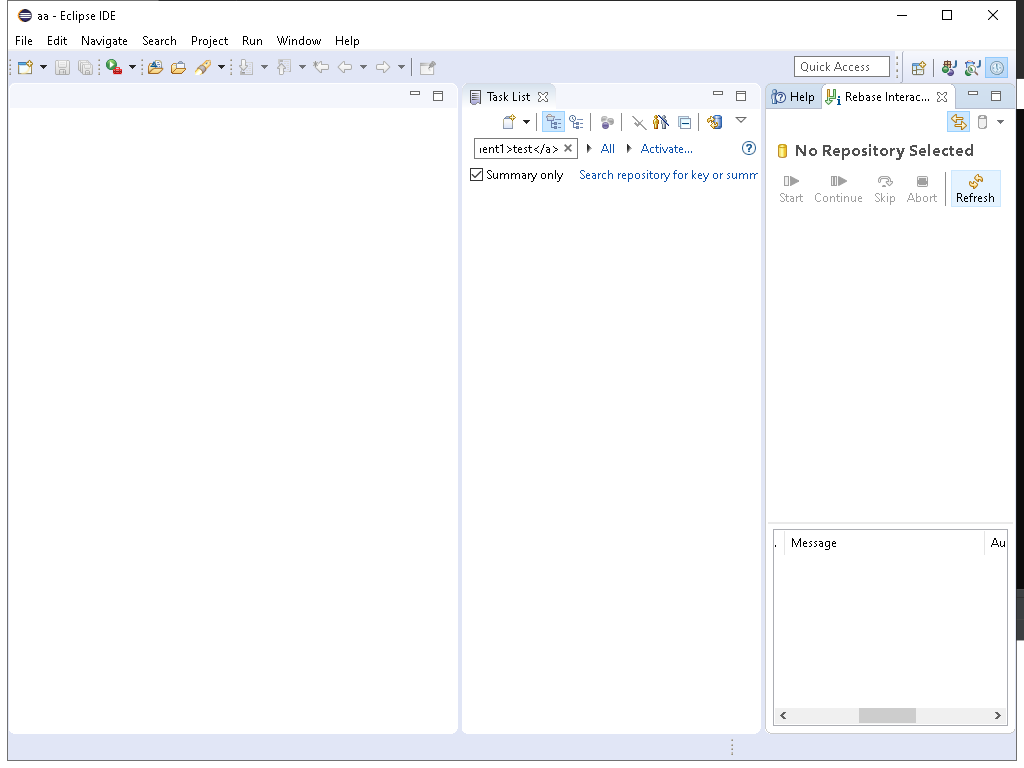 aa - Eclipse IDE
File Edit Navigate Search Project Run Window Help
Quick Access
Task List
Help
Rebase Interac...
ient1>test</a>
All
Activate...
Summary only
Search repository for key or summ
No Repository Selected
Start Continue Skip Abort Refresh
. Message Au